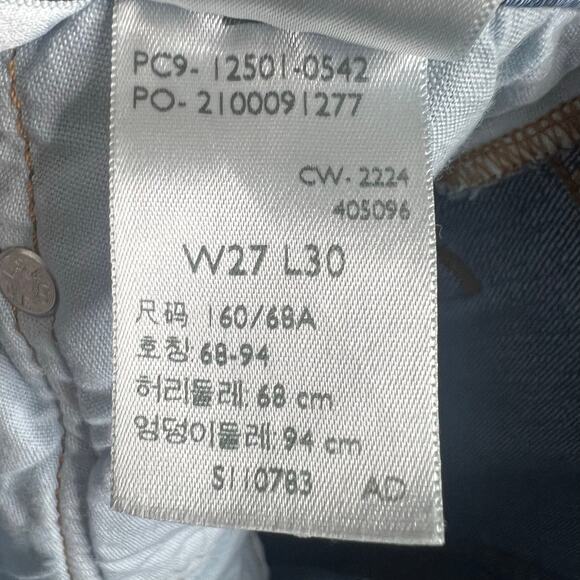 PC9- 12501-0542
PO- 2100091277
CW- 2224
405096
W27 L30
尺码 160/68A
호칭: 68-94
허리둘레: 68 cm
엉덩이둘레: 94 cm
S110783 AD